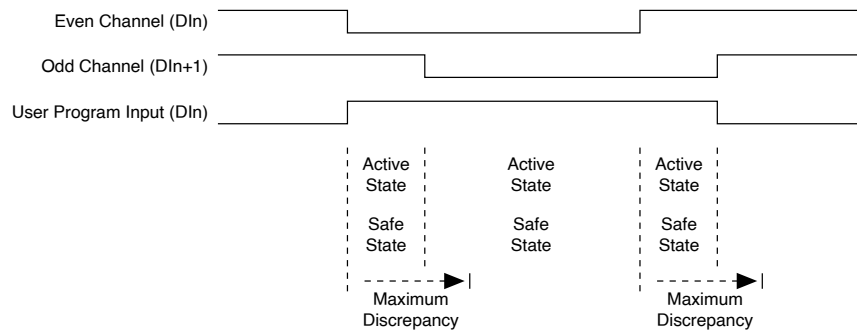 Even Channel (DIn)
Odd Channel (DIn+1)
User Program Input (DIn)
Active
State
Active
State
Active
State
Safe
State
Safe
State
Safe
State
Maximum
Discrepancy
Maximum
Discrepancy